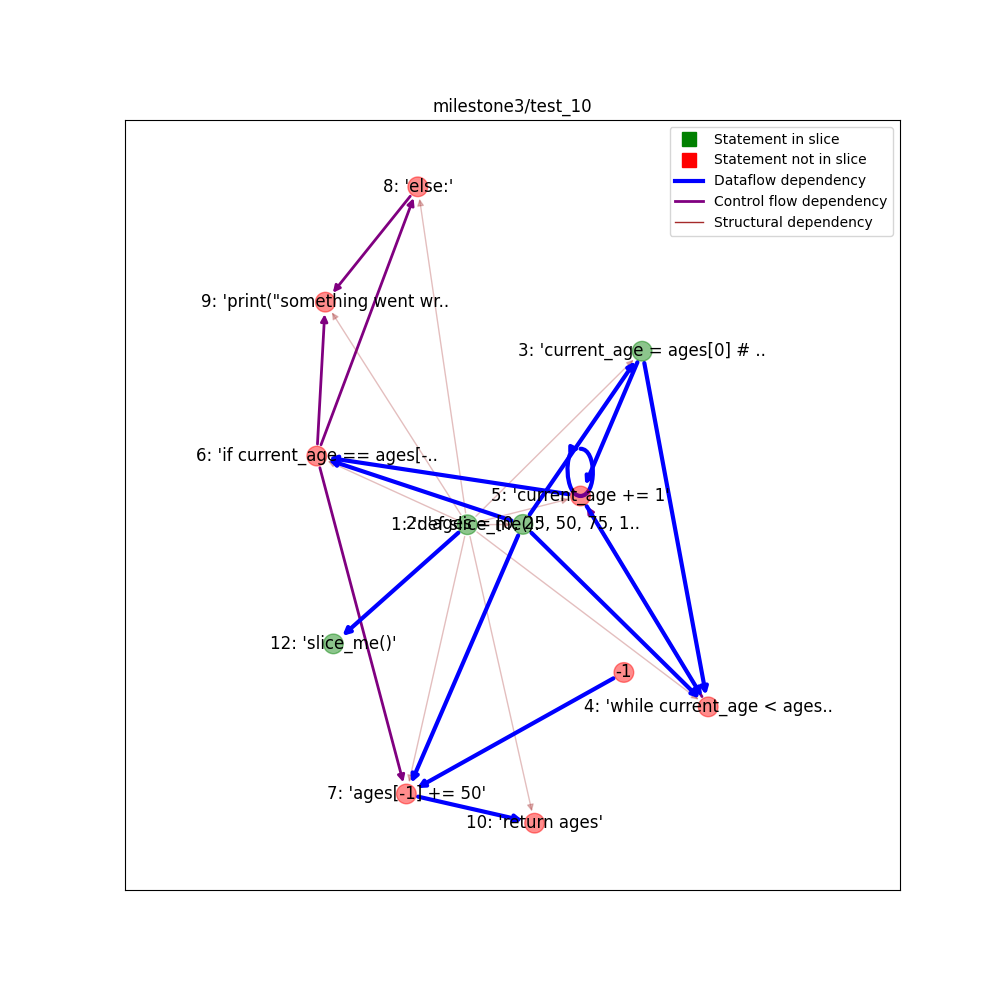 milestone3/test_10
Statement in slice
Statement not in slice
Dataflow dependency
Control flow dependency
Structural dependency
8: 'else:'
9: 'print("something went wr..
3: 'current_age = ages[0] # ..
6: 'if current_age == ages[-..
5: 'current_age += 1
1: 'def slice_me():'
2: 'ages = [0, 25, 50, 75, 1..
12: 'slice_me()'
-1
4: 'while current_age < ages..
7: 'ages[-1] += 50'
10: 'return ages'